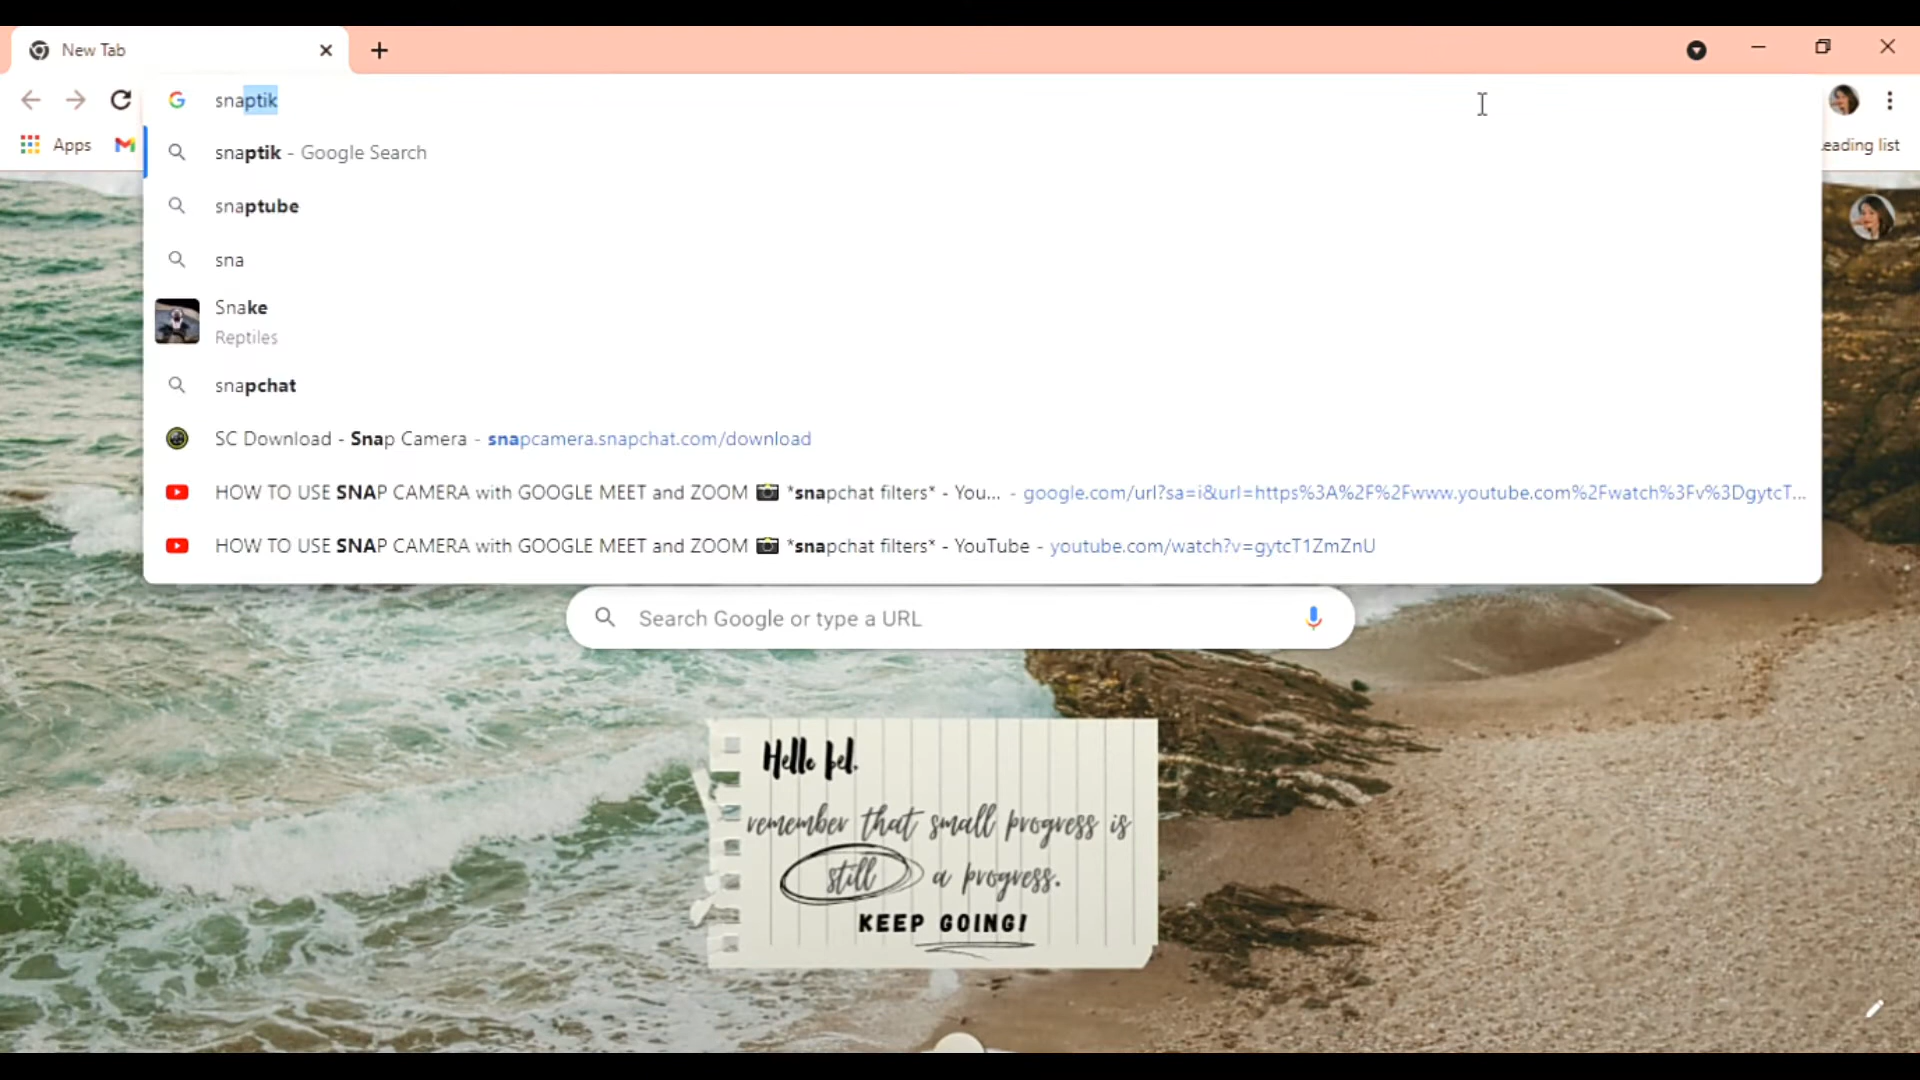 New Tab
snaptik
Apps
eading list
snaptik - Google Search
snaptube
sna
Snake
Reptiles
snapchat
SC Download - Snap Camera - snapcamera.snapchat.com/download
HOW TO USE SNAP CAMERA with GOOGLE MEET and ZOOM 📸 *snapchat filters* - You... - google.com/url?sa=i&url=https%3A%2F%2Fwww.youtube.com%2Fwatch%3Fv%3DgytcT...
HOW TO USE SNAP CAMERA with GOOGLE MEET and ZOOM 📸 *snapchat filters* - YouTube - youtube.com/watch?v=gytcT1ZmZnU
Search Google or type a URL
Hello bel.
remember that small progress is
still a progress.
KEEP GOING!